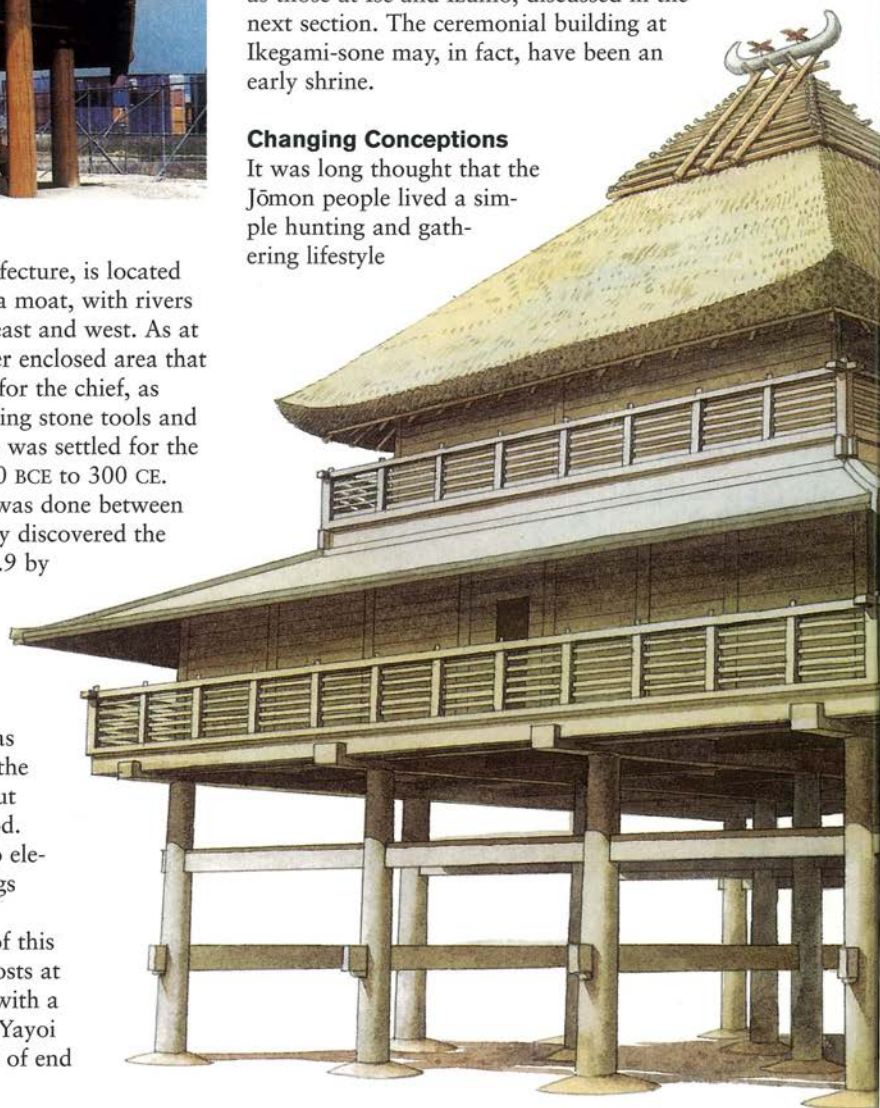 fecture, is located
a moat, with rivers
east and west. As at
er enclosed area that
for the chief, as
ing stone tools and
was settled for the
0 BCE to 300 CE.
was done between
y discovered the
.9 by
as
the
ut
d.
o ele-
gs
of this
osts at
with a
Yayoi
of end
as those at Ise and Izumo, discussed in the
next section. The ceremonial building at
Ikegami-sone may, in fact, have been an
early shrine.
Changing Conceptions
It was long thought that the
Jōmon people lived a sim-
ple hunting and gath-
ering lifestyle